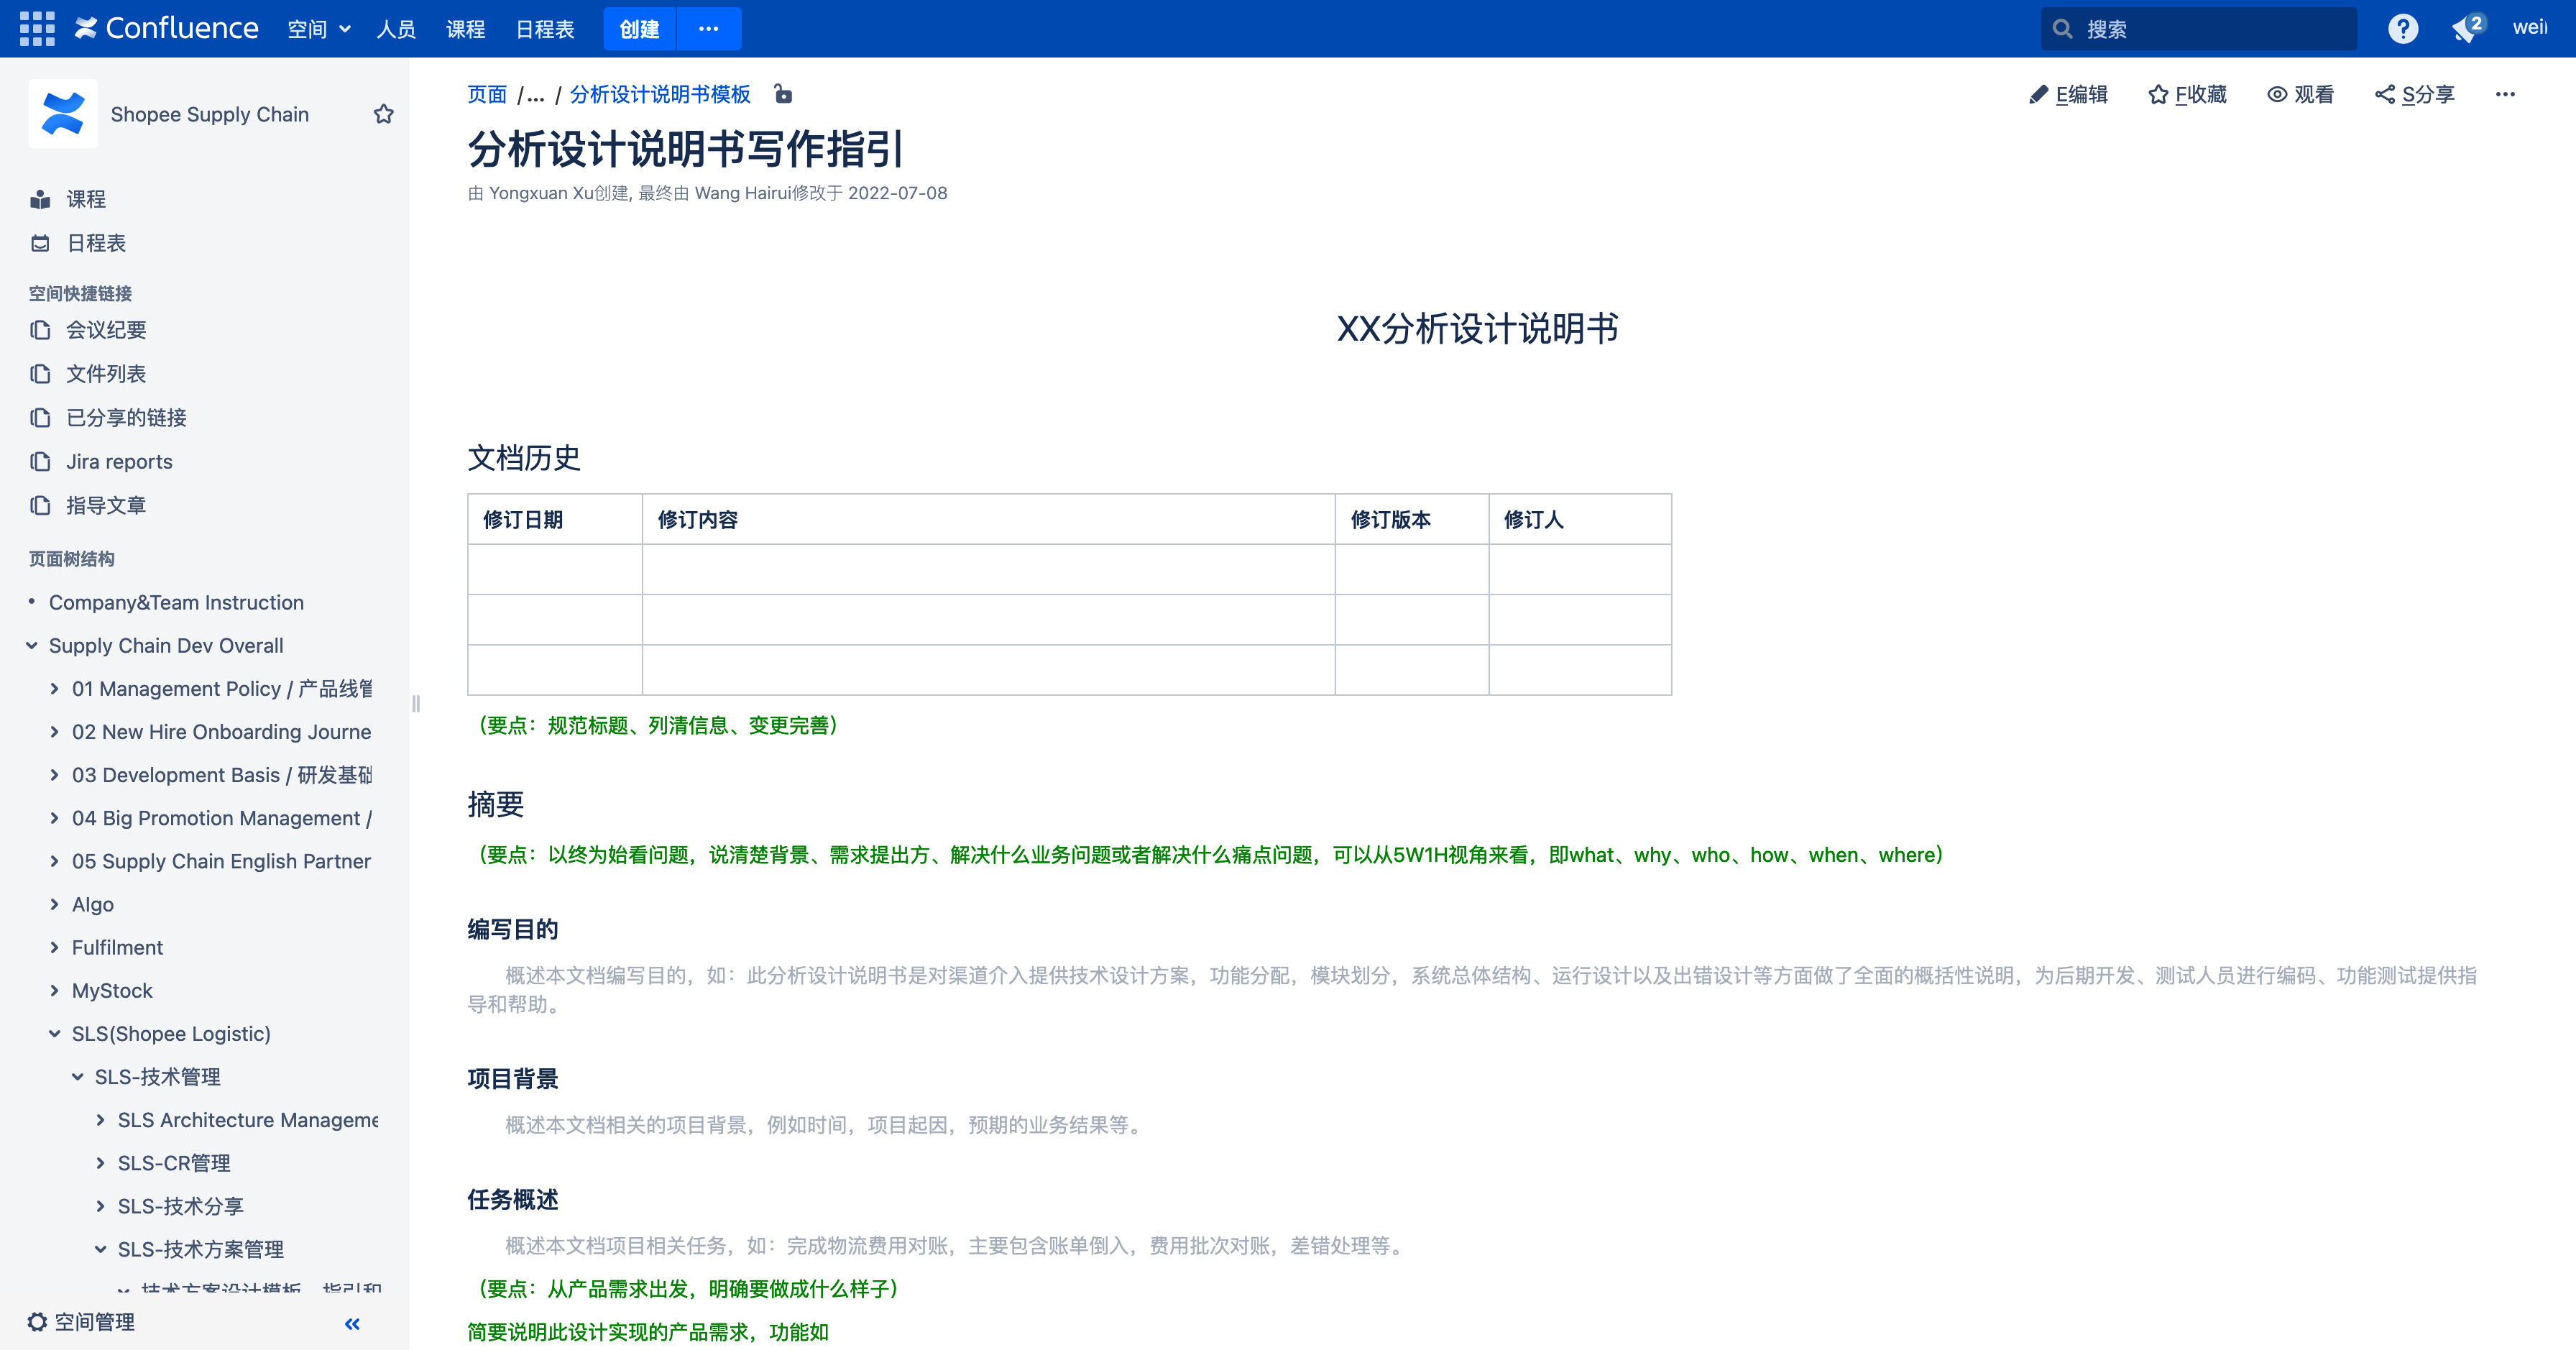 Confluence 空间 人员 课程 日程表 创建 ··· 搜索 2 weil
Shopee Supply Chain
课程
日程表
空间快捷链接
会议纪要
文件列表
已分享的链接
Jira reports
指导文章
页面树结构
• Company&Team Instruction
Supply Chain Dev Overall
01 Management Policy / 产品线管
02 New Hire Onboarding Journe
03 Development Basis / 研发基础
04 Big Promotion Management /
05 Supply Chain English Partner
Algo
Fulfilment
MyStock
SLS(Shopee Logistic)
SLS-技术管理
SLS Architecture Manageme
SLS-CR管理
SLS-技术分享
SLS-技术方案管理
技术方案设计模板、指引和
空间管理
页面 /... / 分析设计说明书模板
E编辑 F收藏 观看 S分享 ···
分析设计说明书写作指引
由 Yongxuan Xu创建, 最终由 Wang Hairui修改于 2022-07-08
XX分析设计说明书
文档历史
修订日期 修订内容 修订版本 修订人
（要点：规范标题、列清信息、变更完善）
摘要
（要点：以终为始看问题，说清楚背景、需求提出方、解决什么业务问题或者解决什么痛点问题，可以从5W1H视角来看，即what、why、who、how、when、where）
编写目的
概述本文档编写目的，如：此分析设计说明书是对渠道介入提供技术设计方案，功能分配，模块划分，系统总体结构、运行设计以及出错设计等方面做了全面的概括性说明，为后期开发、测试人员进行编码、功能测试提供指
导和帮助。
项目背景
概述本文档相关的项目背景，例如时间，项目起因，预期的业务结果等。
任务概述
概述本文档项目相关任务，如：完成物流费用对账，主要包含账单倒入，费用批次对账，差错处理等。
（要点：从产品需求出发，明确要做成什么样子）
简要说明此设计实现的产品需求，功能如